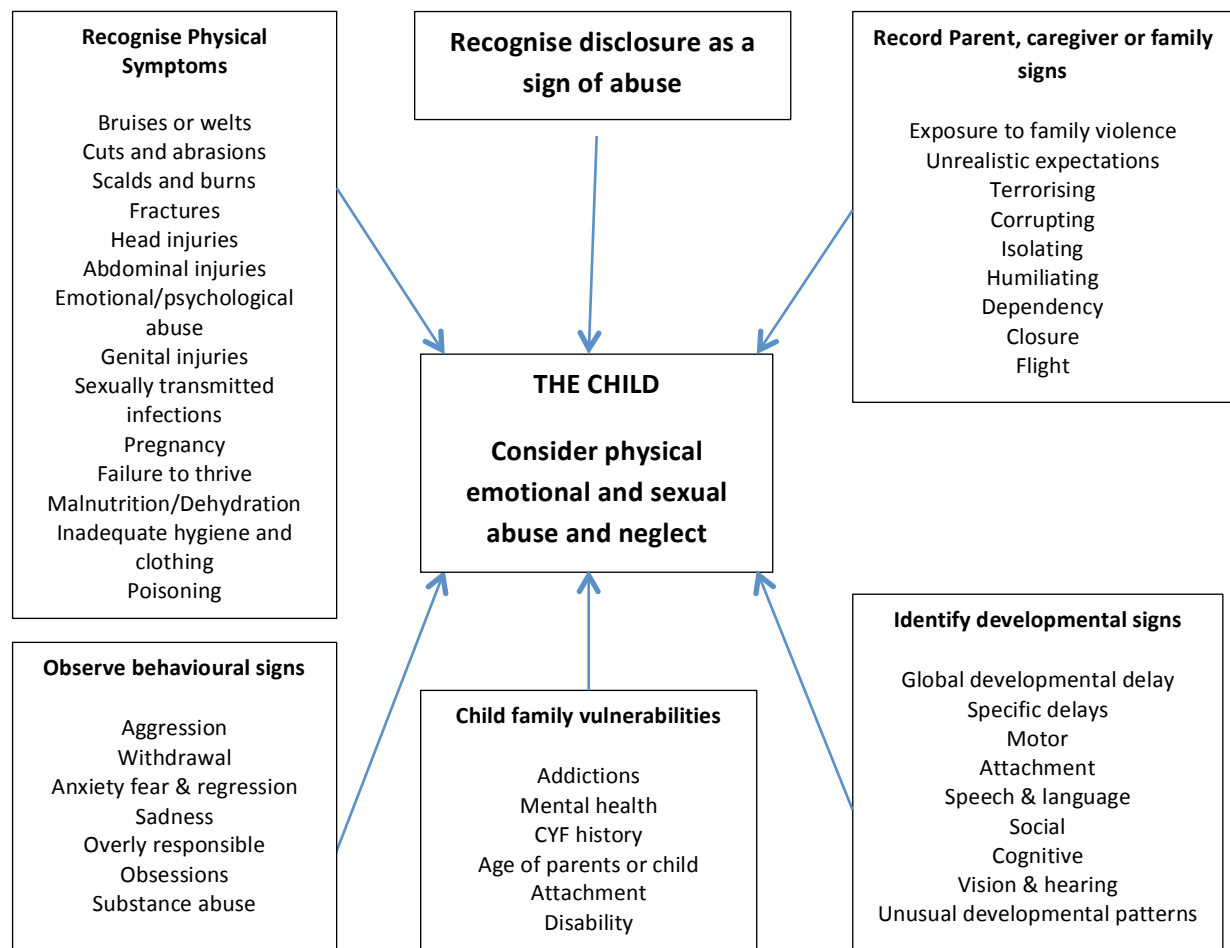 Recognise Physical
Symptoms
Bruises or welts
Cuts and abrasions
Scalds and burns
Fractures
Head injuries
Abdominal injuries
Emotional/psychological
abuse
Genital injuries
Sexually transmitted
infections
Pregnancy
Failure to thrive
Malnutrition/Dehydration
Inadequate hygiene and
clothing
Poisoning
Recognise disclosure as a
sign of abuse
Record Parent, caregiver or family
signs
Exposure to family violence
Unrealistic expectations
Terrorising
Corrupting
Isolating
Humiliating
Dependency
Closure
Flight
THE CHILD
Consider physical
emotional and sexual
abuse and neglect
Observe behavioural signs
Aggression
Withdrawal
Anxiety fear & regression
Sadness
Overly responsible
Obsessions
Substance abuse
Child family vulnerabilities
Addictions
Mental health
CYF history
Age of parents or child
Attachment
Disability
Identify developmental signs
Global developmental delay
Specific delays
Motor
Attachment
Speech & language
Social
Cognitive
Vision & hearing
Unusual developmental patterns